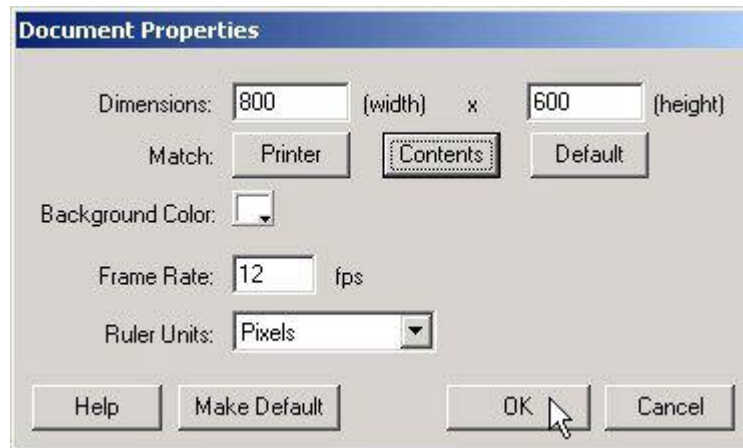 Document Properties
Dimensions: 800 (width) x 600 (height)
Match: Printer Contents Default
Background Color:
Frame Rate: 12 fps
Ruler Units: Pixels
Help Make Default OK Cancel